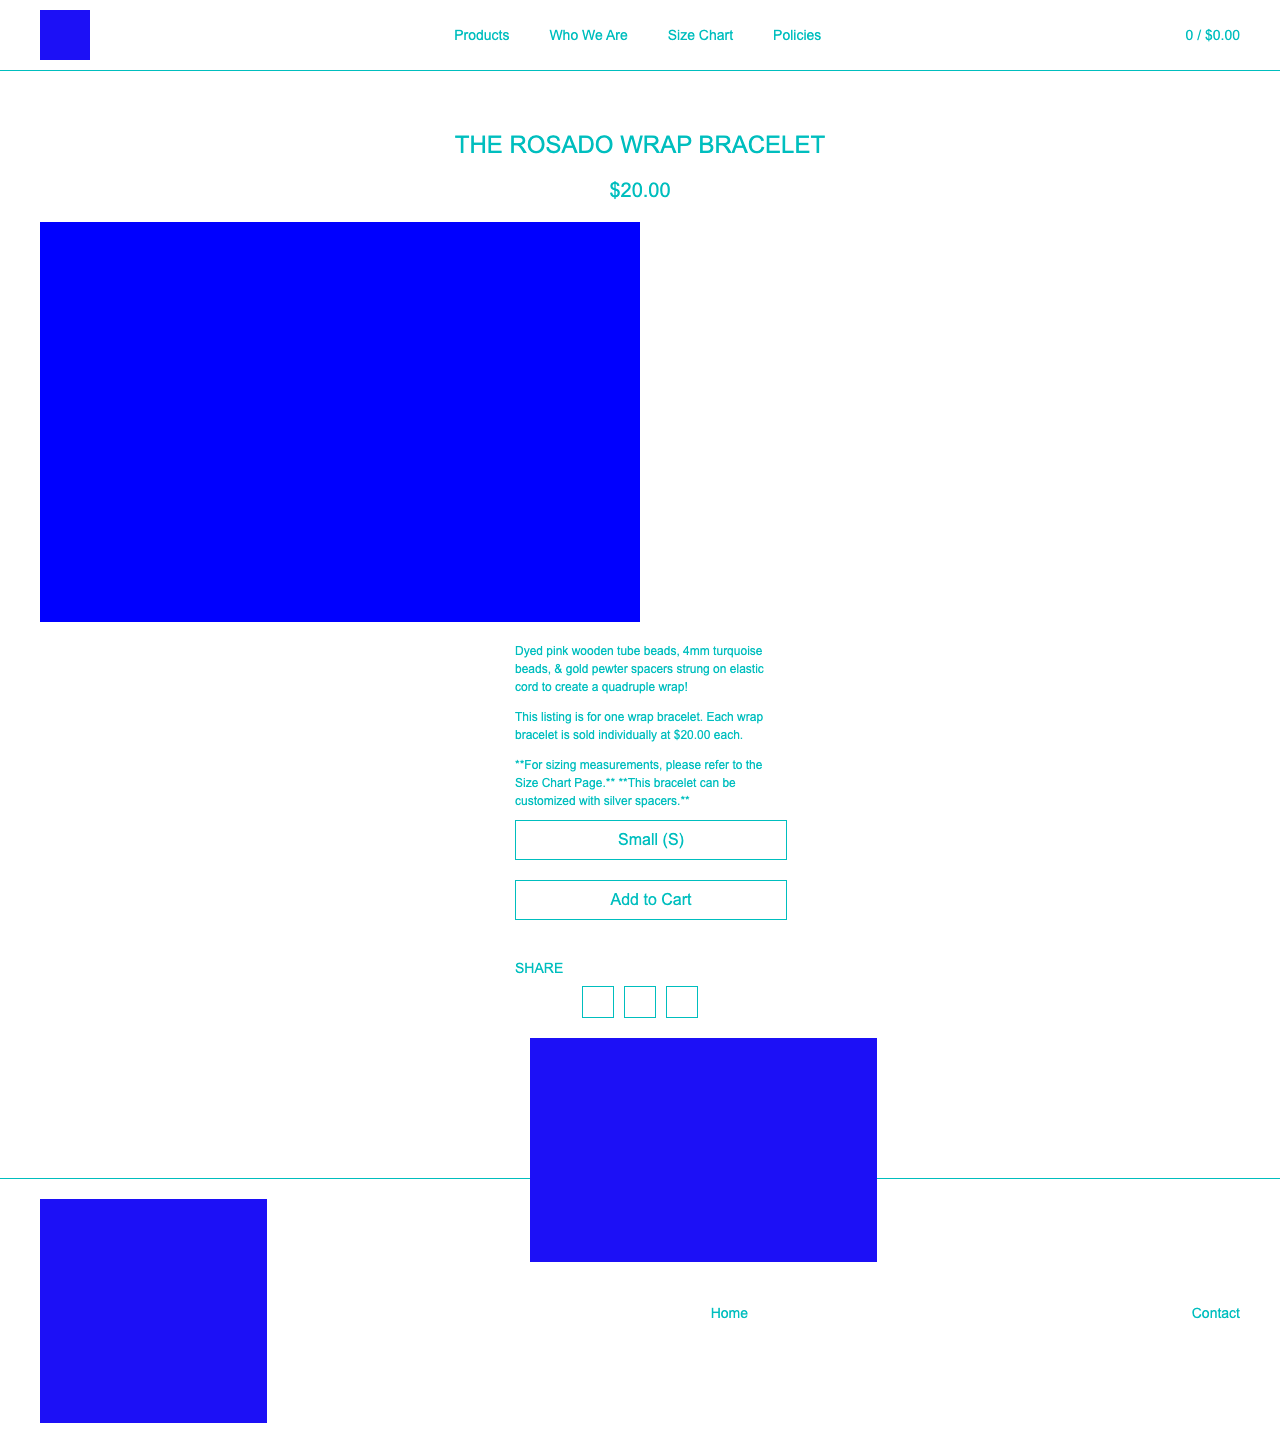 Products Who We Are Size Chart Policies 0 / $0.00
THE ROSADO WRAP BRACELET
$20.00
Dyed pink wooden tube beads, 4mm turquoise
beads, & gold pewter spacers strung on elastic
cord to create a quadruple wrap!
This listing is for one wrap bracelet. Each wrap
bracelet is sold individually at $20.00 each.
**For sizing measurements, please refer to the
Size Chart Page.** **This bracelet can be
customized with silver spacers.**
Small (S)
Add to Cart
SHARE
Home Contact